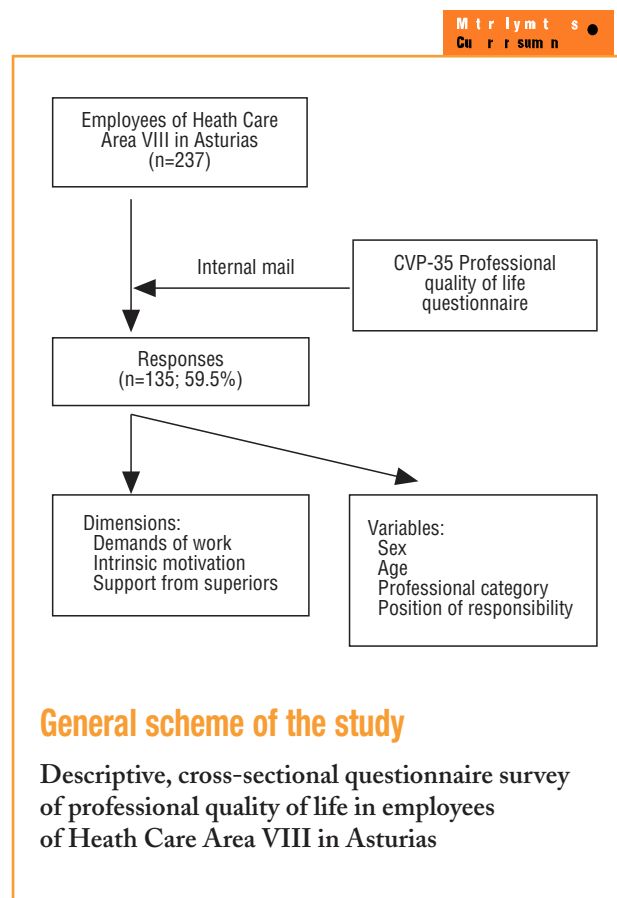 Employees of Heath Care
Area VIII in Asturias
(n=237)
Internal mail
CVP-35 Professional
quality of life
questionnaire
Responses
(n=135; 59.5%)
Dimensions:
Demands of work
Intrinsic motivation
Support from superiors
Variables:
Sex
Age
Professional category
Position of responsibility
General scheme of the study
Descriptive, cross-sectional questionnaire survey
of professional quality of life in employees
of Heath Care Area VIII in Asturias